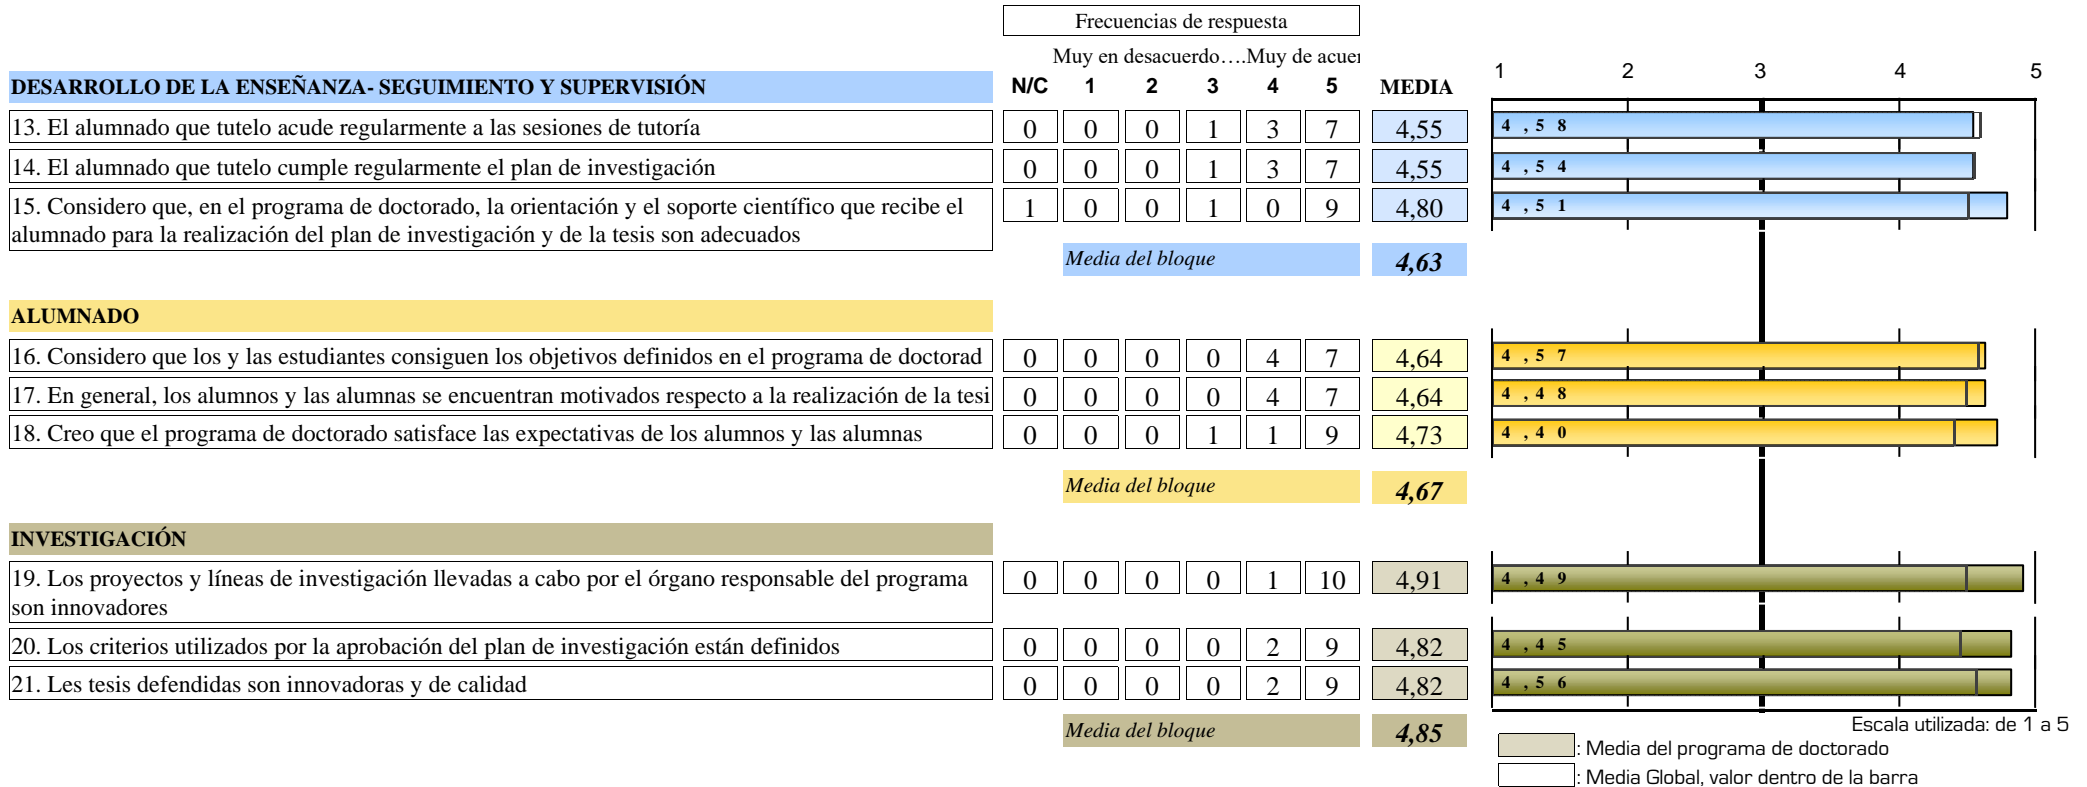 Frecuencias de respuesta
Muy en desacuerdo….Muy de acuer
DESARROLLO DE LA ENSEÑANZA- SEGUIMIENTO Y SUPERVISIÓN N/C 1 2 3 4 5 MEDIA 1 2 3 4 5
13. El alumnado que tutelo acude regularmente a las sesiones de tutoría 0 0 0 1 3 7 4,55 4,58
14. El alumnado que tutelo cumple regularmente el plan de investigación 0 0 0 1 3 7 4,55 4,54
15. Considero que, en el programa de doctorado, la orientación y el soporte científico que recibe el 1 0 0 1 0 9 4,80 4,51
alumnado para la realización del plan de investigación y de la tesis son adecuados
Media del bloque 4,63
ALUMNADO
16. Considero que los y las estudiantes consiguen los objetivos definidos en el programa de doctorad 0 0 0 0 4 7 4,64 4,57
17. En general, los alumnos y las alumnas se encuentran motivados respecto a la realización de la tesi 0 0 0 0 4 7 4,64 4,48
18. Creo que el programa de doctorado satisface las expectativas de los alumnos y las alumnas 0 0 0 1 1 9 4,73 4,40
Media del bloque 4,67
INVESTIGACIÓN
19. Los proyectos y líneas de investigación llevadas a cabo por el órgano responsable del programa 0 0 0 0 1 10 4,91 4,49
son innovadores
20. Los criterios utilizados por la aprobación del plan de investigación están definidos 0 0 0 0 2 9 4,82 4,45
21. Les tesis defendidas son innovadoras y de calidad 0 0 0 0 2 9 4,82 4,56
Media del bloque 4,85
Escala utilizada: de 1 a 5
: Media del programa de doctorado
: Media Global, valor dentro de la barra